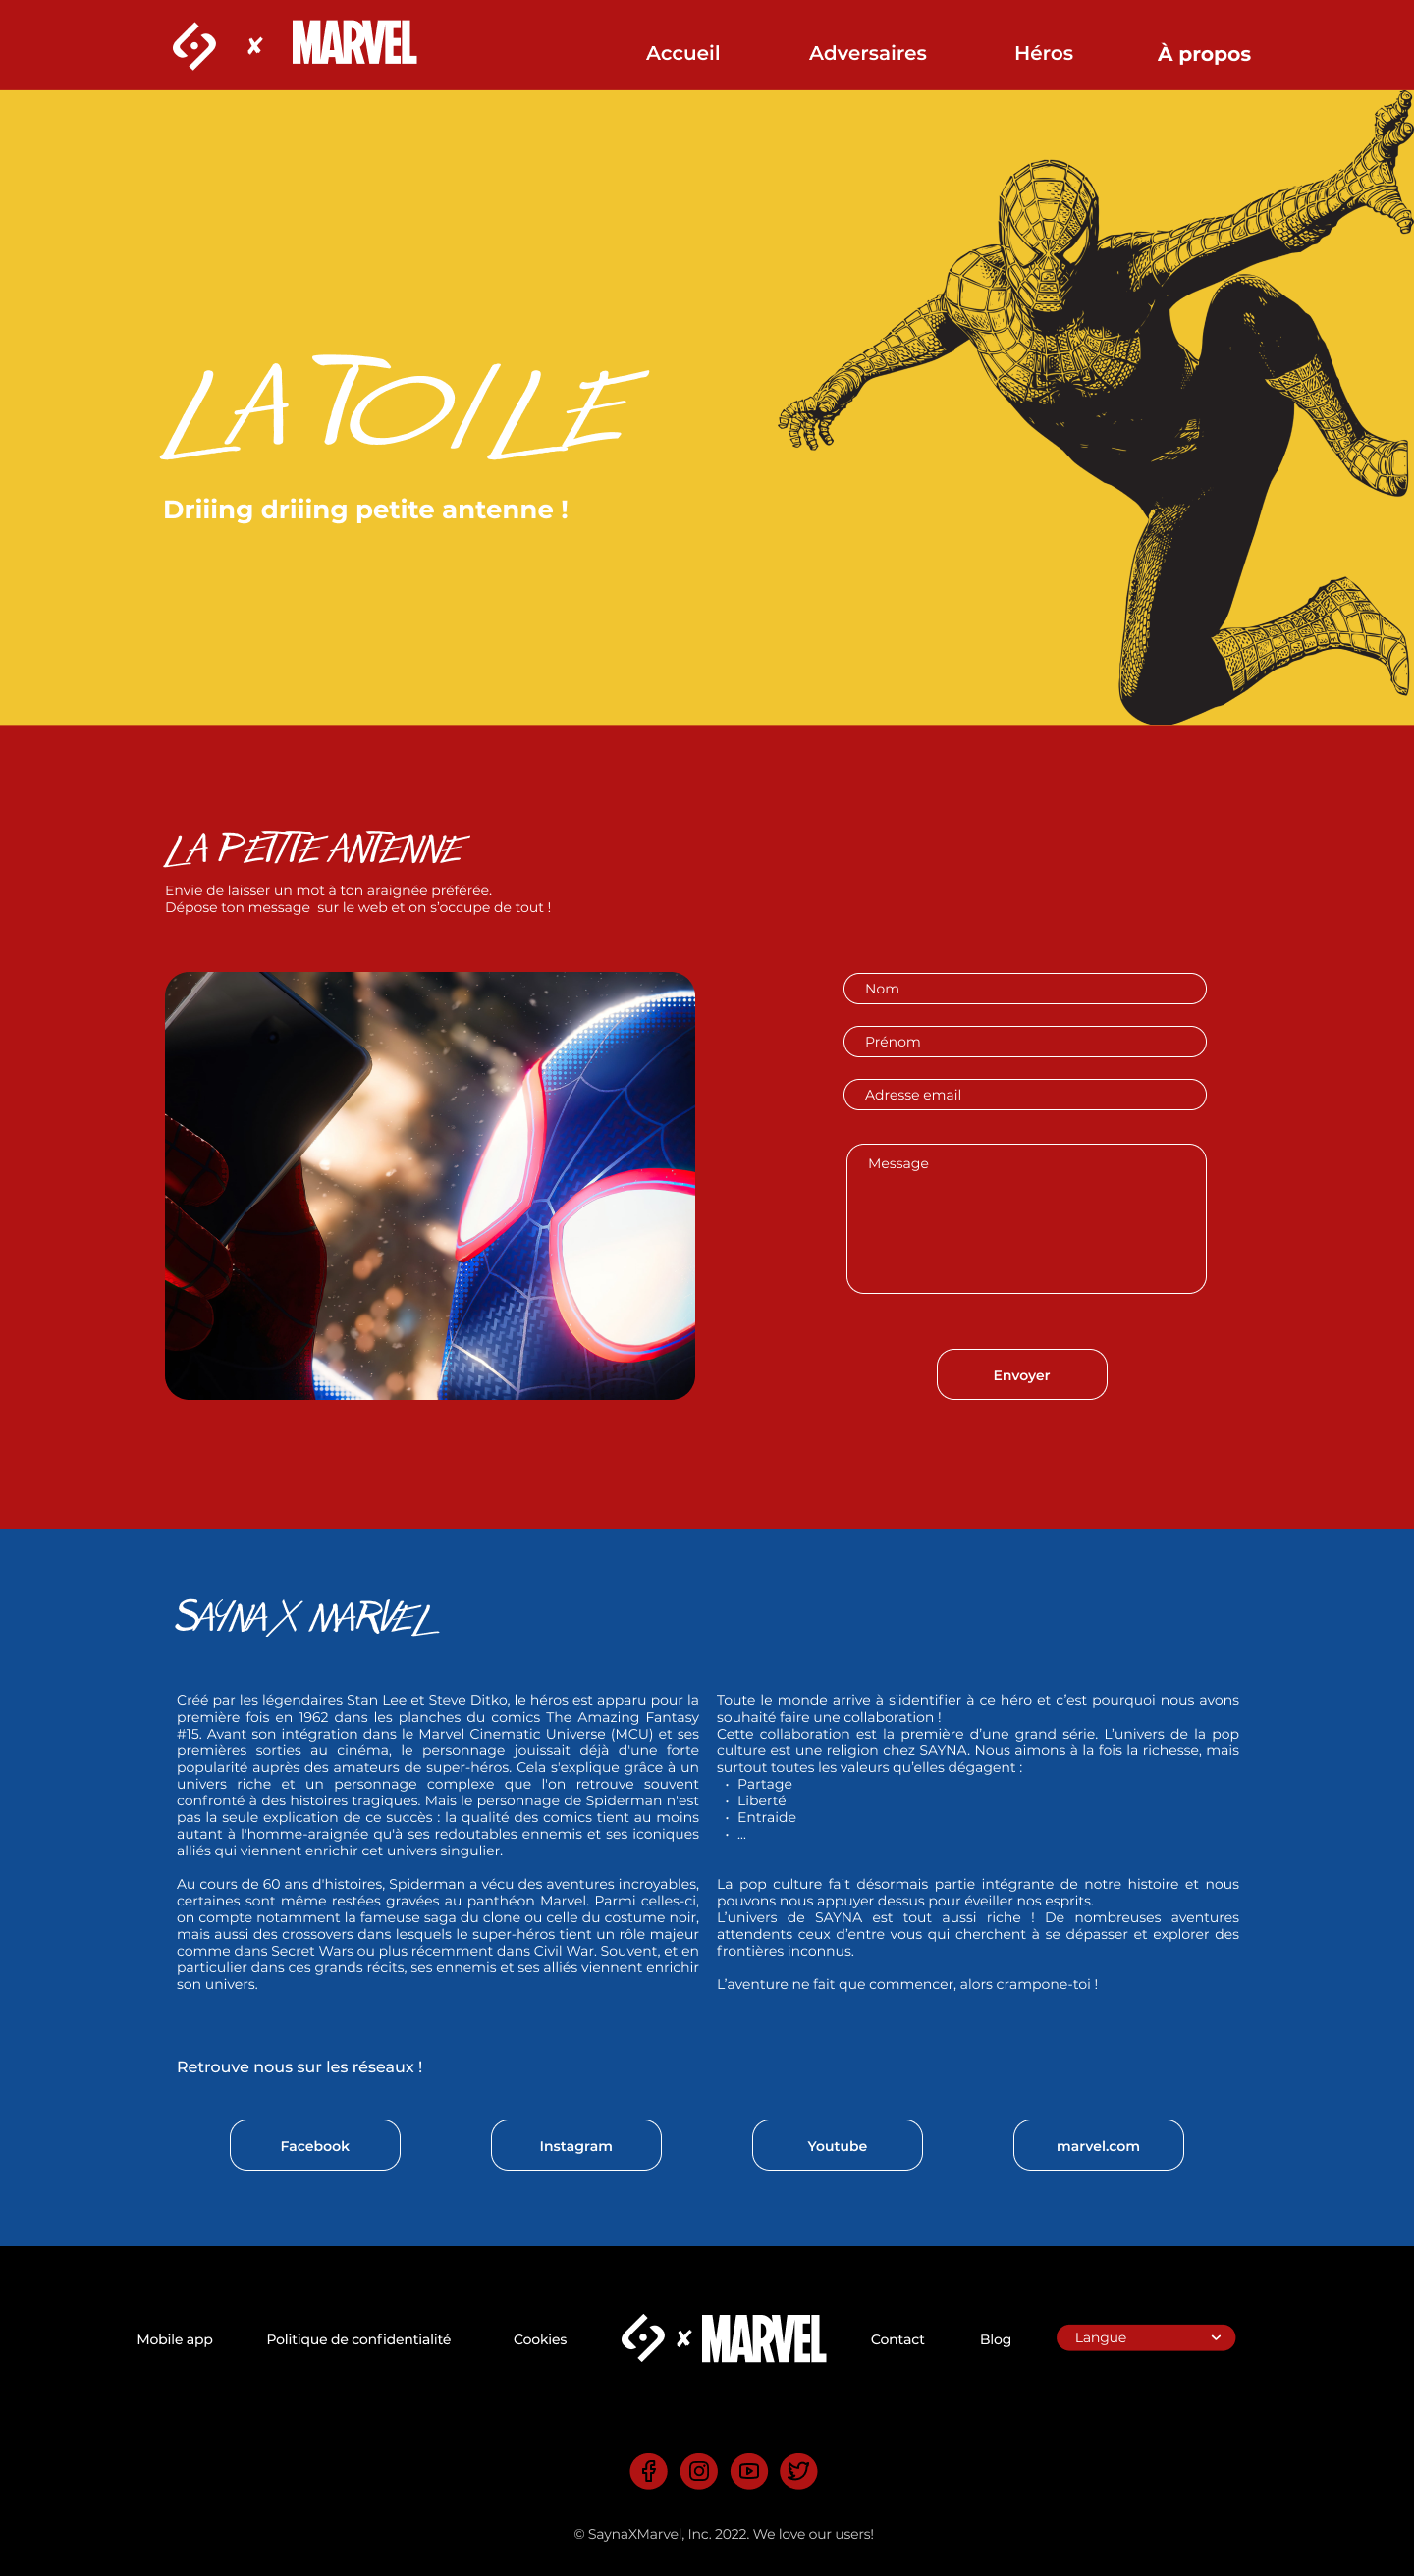 x MARVEL
Accueil
Adversaires
Héros
À propos
LA TOILE
Driiing driiing petite antenne !
LA PETITE ANTENNE
Envie de laisser un mot à ton araignée préférée.
Dépose ton message  sur le web et on s’occupe de tout !
Nom
Prénom
Adresse email
Message
Envoyer
SAYNA X MARVEL
Créé par les légendaires Stan Lee et Steve Ditko, le héros est apparu pour la
première fois en 1962 dans les planches du comics The Amazing Fantasy
#15. Avant son intégration dans le Marvel Cinematic Universe (MCU) et ses
premières sorties au cinéma, le personnage jouissait déjà d'une forte
popularité auprès des amateurs de super-héros. Cela s'explique grâce à un
univers riche et un personnage complexe que l'on retrouve souvent
confronté à des histoires tragiques. Mais le personnage de Spiderman n'est
pas la seule explication de ce succès : la qualité des comics tient au moins
autant à l'homme-araignée qu'à ses redoutables ennemis et ses iconiques
alliés qui viennent enrichir cet univers singulier.
Au cours de 60 ans d'histoires, Spiderman a vécu des aventures incroyables,
certaines sont même restées gravées au panthéon Marvel. Parmi celles-ci,
on compte notamment la fameuse saga du clone ou celle du costume noir,
mais aussi des crossovers dans lesquels le super-héros tient un rôle majeur
comme dans Secret Wars ou plus récemment dans Civil War. Souvent, et en
particulier dans ces grands récits, ses ennemis et ses alliés viennent enrichir
son univers.
Toute le monde arrive à s’identifier à ce héro et c’est pourquoi nous avons
souhaité faire une collaboration !
Cette collaboration est la première d’une grand série. L’univers de la pop
culture est une religion chez SAYNA. Nous aimons à la fois la richesse, mais
surtout toutes les valeurs qu’elles dégagent :
• Partage
• Liberté
• Entraide
• ...
La pop culture fait désormais partie intégrante de notre histoire et nous
pouvons nous appuyer dessus pour éveiller nos esprits.
L’univers de SAYNA est tout aussi riche ! De nombreuses aventures
attendents ceux d’entre vous qui cherchent à se dépasser et explorer des
frontières inconnus.
L’aventure ne fait que commencer, alors crampone-toi !
Retrouve nous sur les réseaux !
Facebook
Instagram
Youtube
marvel.com
Mobile app
Politique de confidentialité
Cookies
x MARVEL
Contact
Blog
Langue
© SaynaXMarvel, Inc. 2022. We love our users!